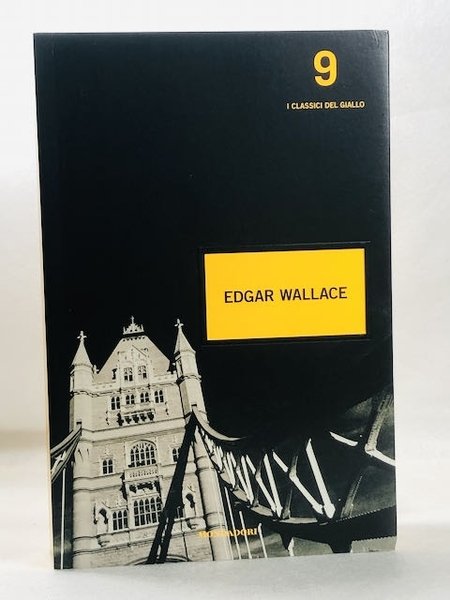 9
I CLASSICI DEL GIALLO
EDGAR WALLACE
MONDADORI